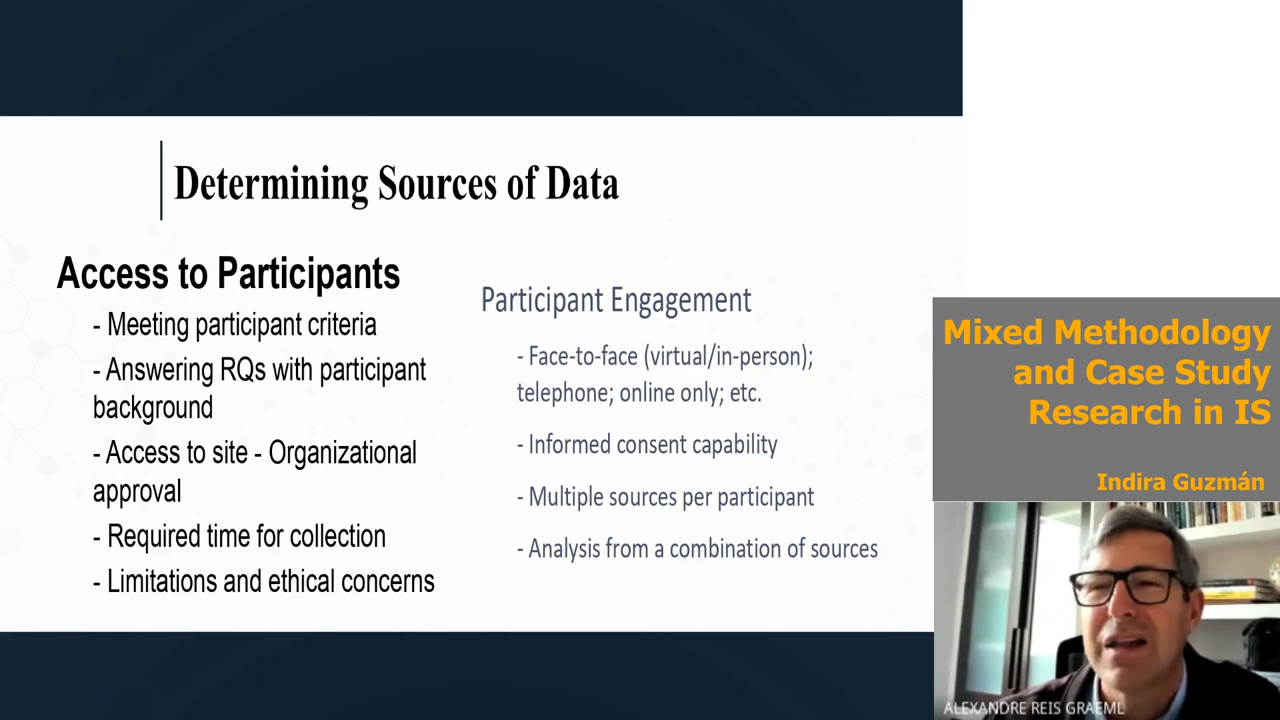 Determining Sources of Data
Access to Participants
- Meeting participant criteria
- Answering RQs with participant
background
- Access to site - Organizational
approval
- Required time for collection
- Limitations and ethical concerns
Participant Engagement
- Face-to-face (virtual/in-person);
telephone; online only; etc.
- Informed consent capability
- Multiple sources per participant
- Analysis from a combination of sources
Mixed Methodology
and Case Study
Research in IS
Indira Guzmán
ALEXANDRE REIS GRAEML